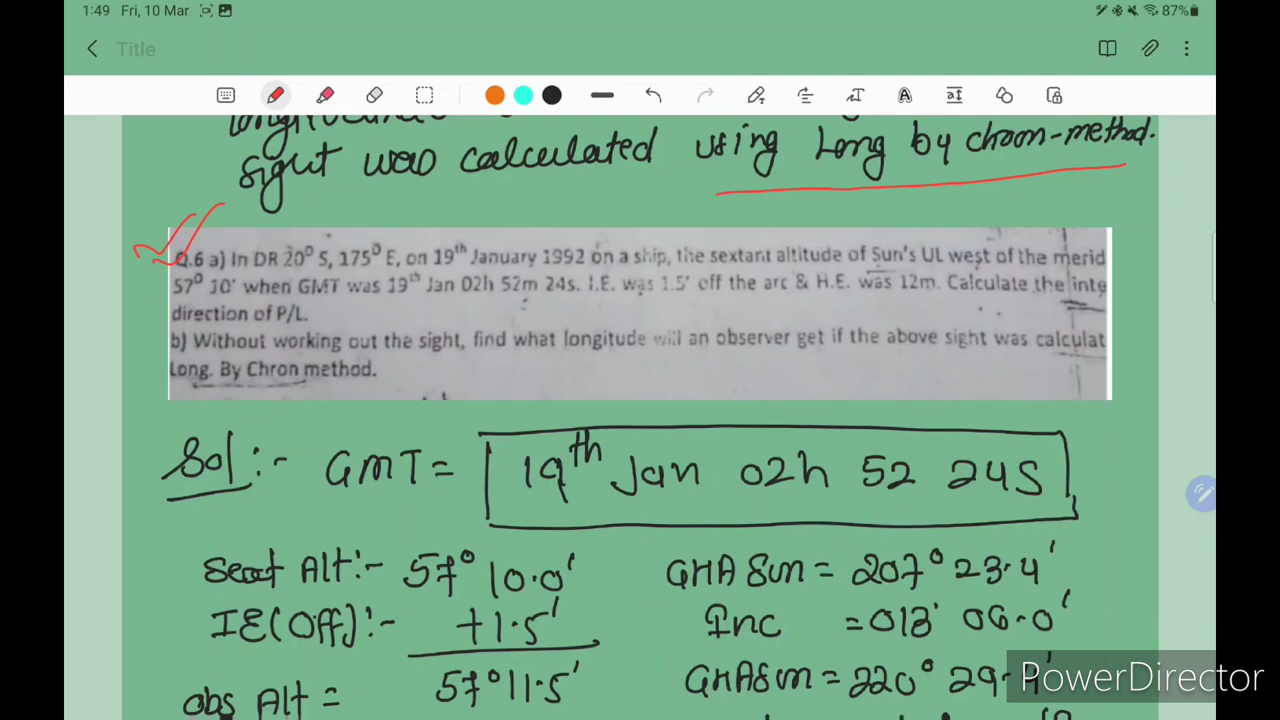 1:49 Fri, 10 Mar 87%
Title
sight was calculated using Long by chron-method.
Q.6 a) In DR 20° S, 175° E, on 19th January 1992 on a ship, the sextant altitude of Sun's UL west of the merid
57° 10' when GMT was 19th Jan 02h 52m 24s. I.E. was 1.5' off the arc & H.E. was 12m. Calculate the inte
direction of P/L.
b) Without working out the sight, find what longitude will an observer get if the above sight was calculat
Long. By Chron method.
Sol:- GMT= 19th Jan 02h 52 24s
Sext Alt:- 57° 10.0' GHA Sun = 207° 23.4'
IE(Off):- +1.5' Inc = 013° 06.0'
obs Alt = 57° 11.5' GHA Sun = 220° 29.4'
PowerDirector